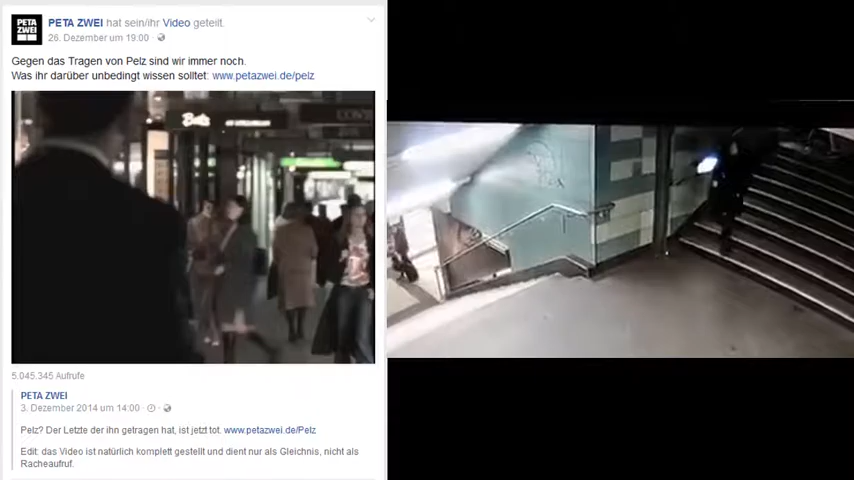 PETA
ZWEI
PETA ZWEI hat sein/ihr Video geteilt.
26. Dezember um 19:00 ·
Gegen das Tragen von Pelz sind wir immer noch.
Was ihr darüber unbedingt wissen solltet: www.petazwei.de/pelz
5.045.345 Aufrufe
PETA ZWEI
3. Dezember 2014 um 14:00 ·
Pelz? Der Letzte der ihn getragen hat, ist jetzt tot. www.petazwei.de/Pelz
Edit: das Video ist natürlich komplett gestellt und dient nur als Gleichnis, nicht als
Racheaufruf.